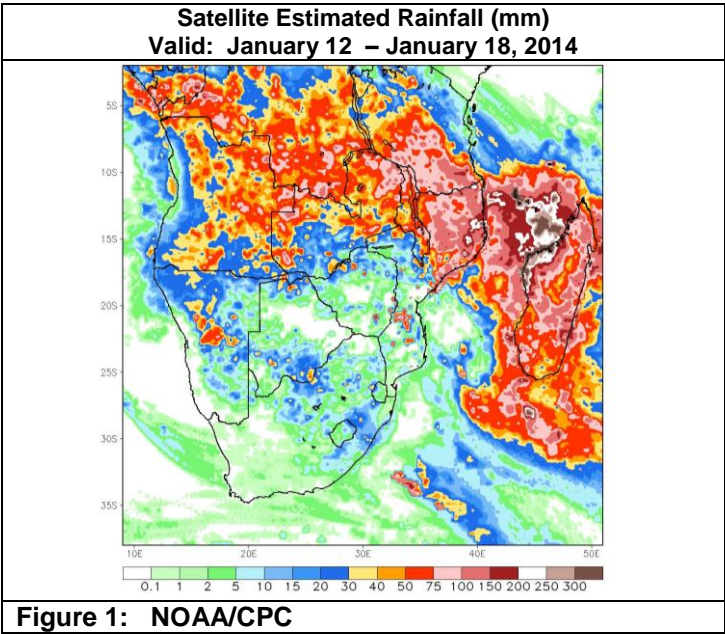 Satellite Estimated Rainfall (mm)
Valid: January 12 – January 18, 2014
5S
10S
15S
20S
25S
30S
35S
10E 20E 30E 40E 50E
0.1 1 2 5 10 15 20 30 40 50 75 100 150 200 250 300
Figure 1: NOAA/CPC